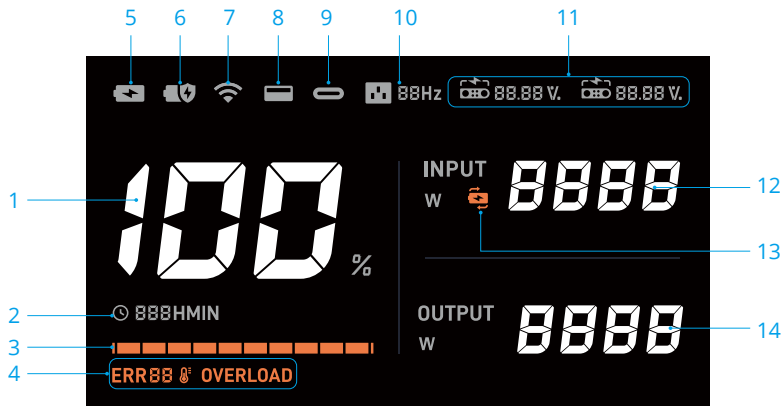 5 6 7 8 9 10 11
88Hz 88.88 V. 88.88 V.
1 100 %
INPUT 8888 12
W
13
2 888HMIN
OUTPUT 8888 14
W
3
4 ERR88 OVERLOAD